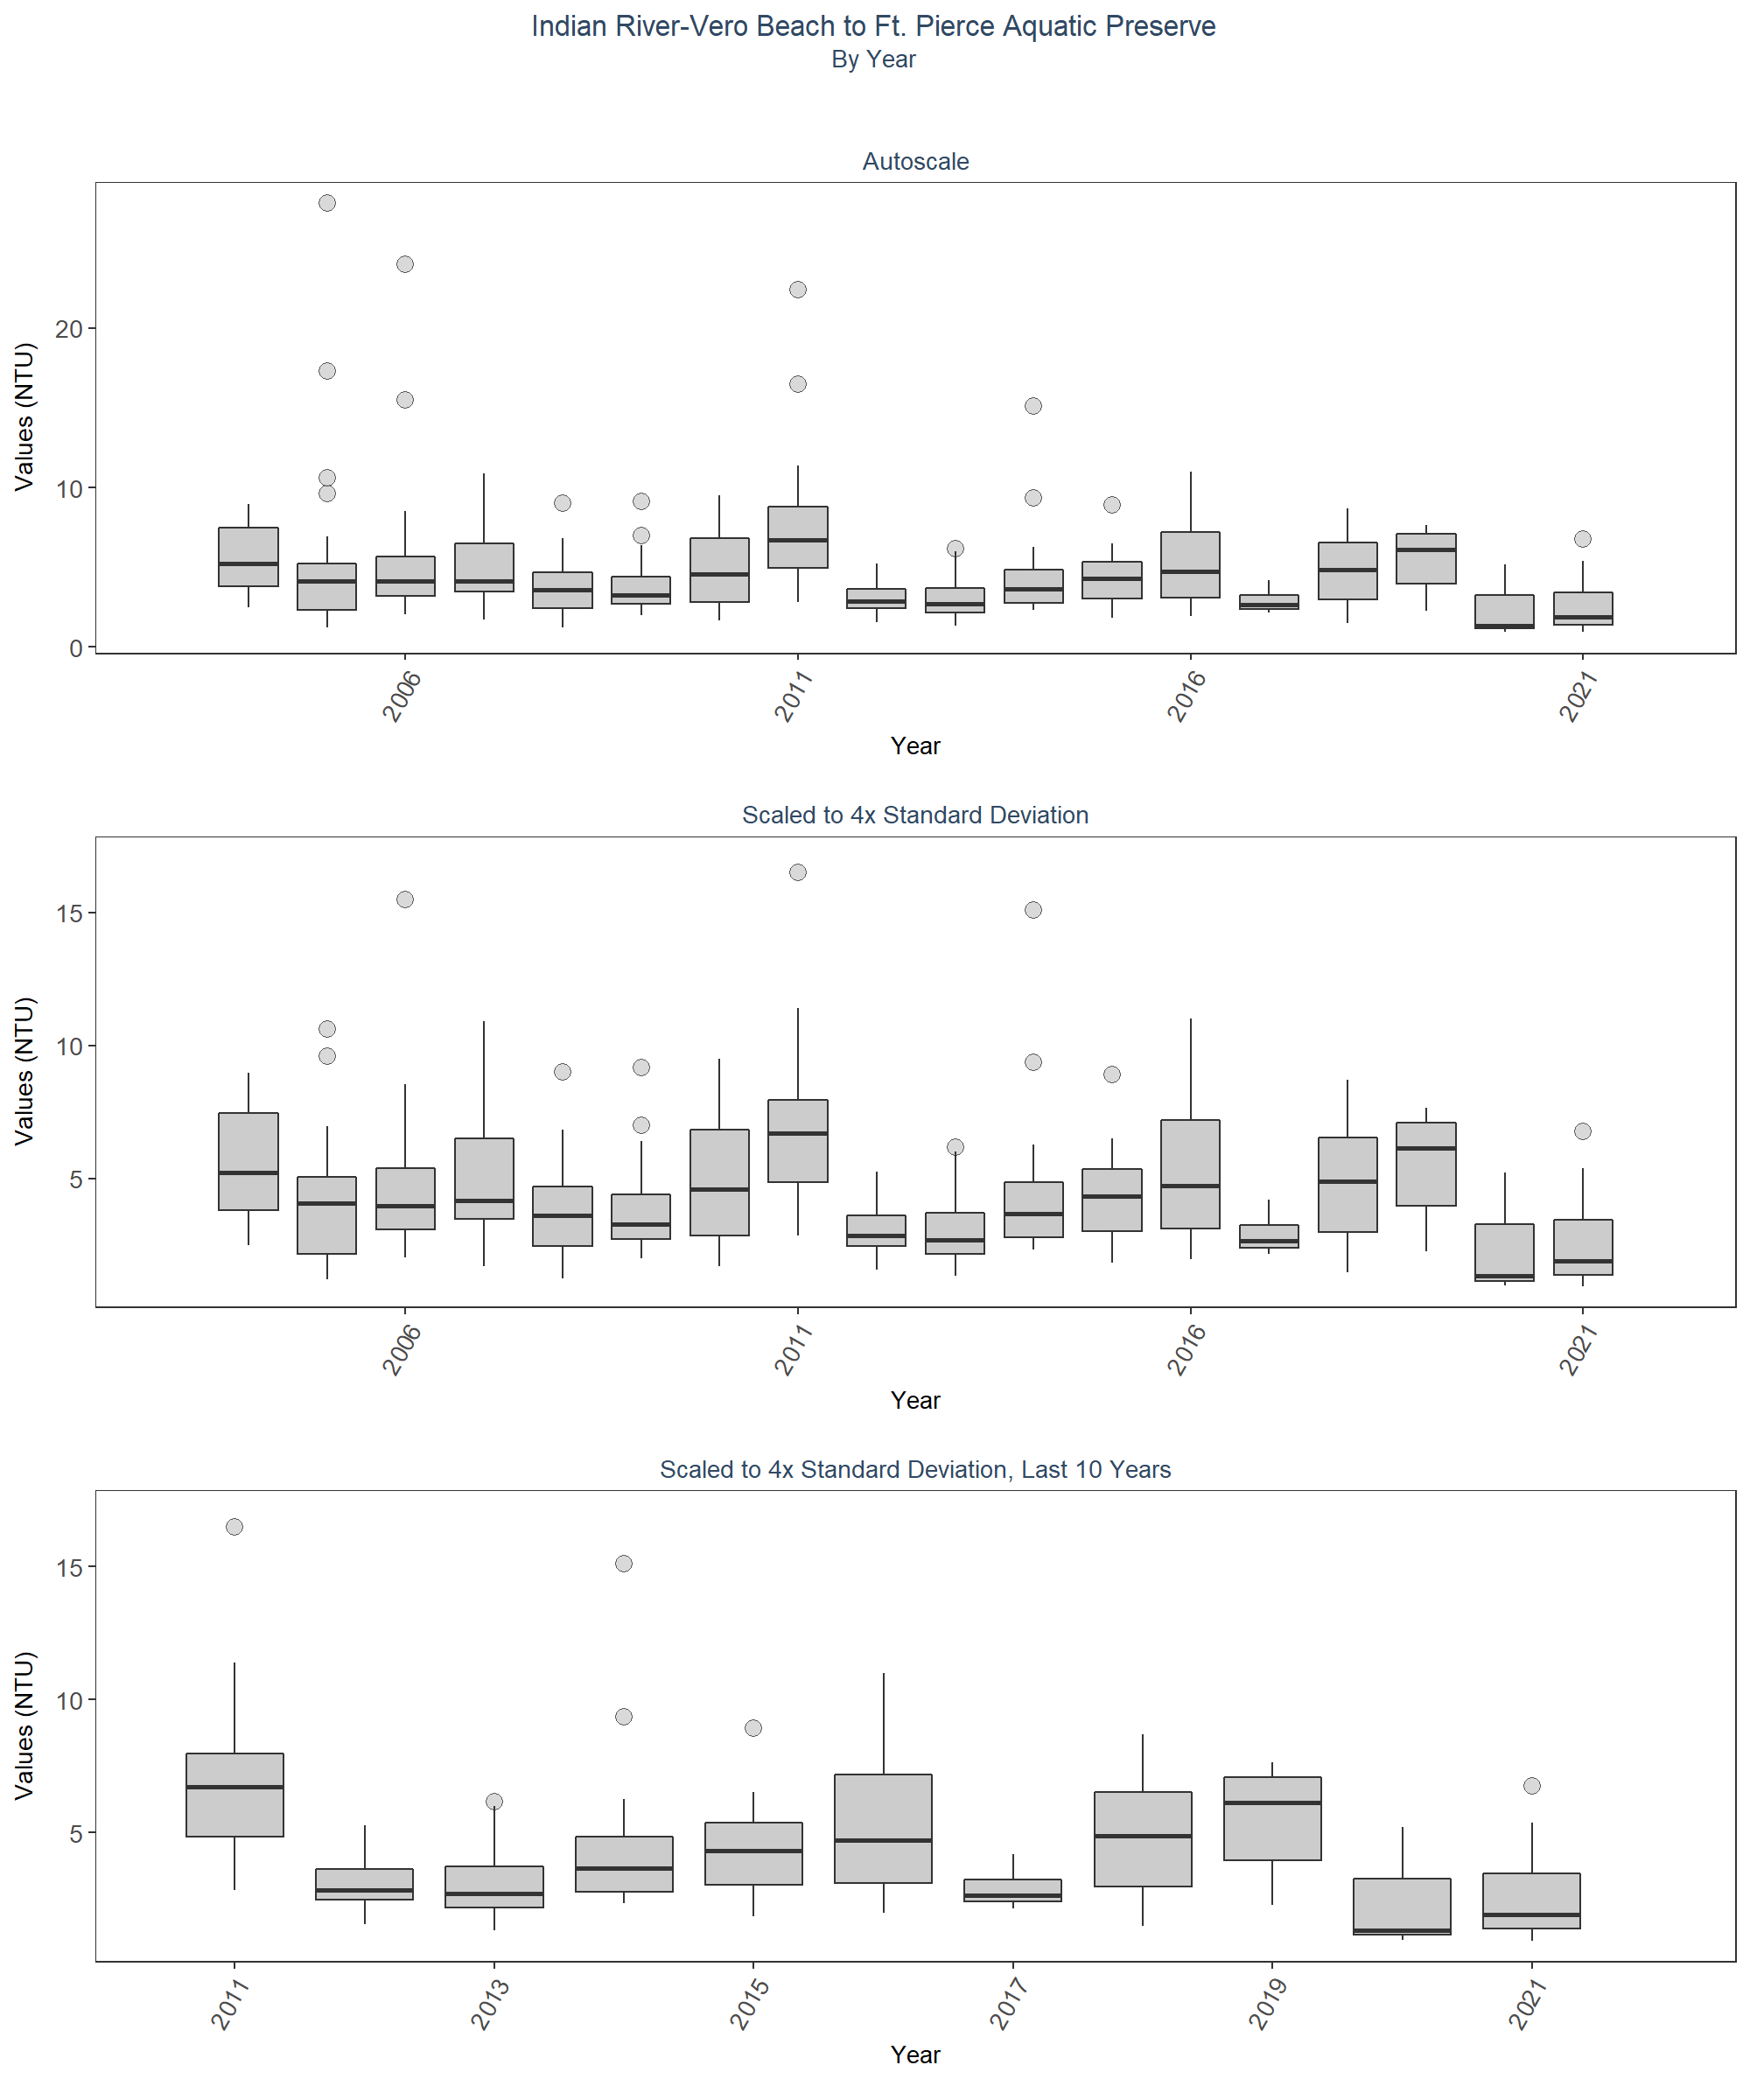 Indian River-Vero Beach to Ft. Pierce Aquatic Preserve
By Year
Autoscale
Values (NTU)
20
10
0
2006
2011
2016
2021
Year
Scaled to 4x Standard Deviation
Values (NTU)
15
10
5
2006
2011
2016
2021
Year
Scaled to 4x Standard Deviation, Last 10 Years
Values (NTU)
15
10
5
2011
2013
2015
2017
2019
2021
Year